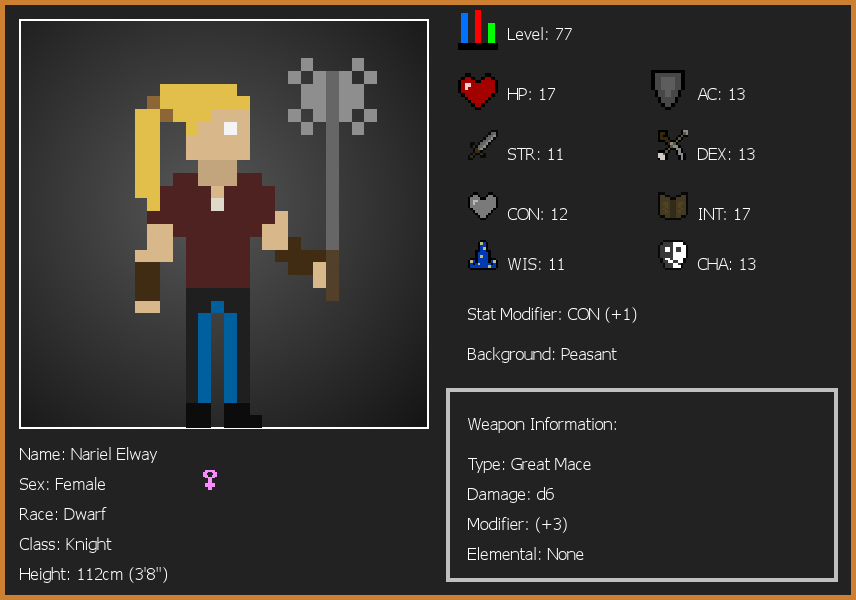 Level: 77
HP: 17
AC: 13
STR: 11
DEX: 13
CON: 12
INT: 17
WIS: 11
CHA: 13
Stat Modifier: CON (+1)
Background: Peasant
Weapon Information:
Type: Great Mace
Damage: d6
Modifier: (+3)
Elemental: None
Name: Nariel Elway
Sex: Female
Race: Dwarf
Class: Knight
Height: 112cm (3'8")